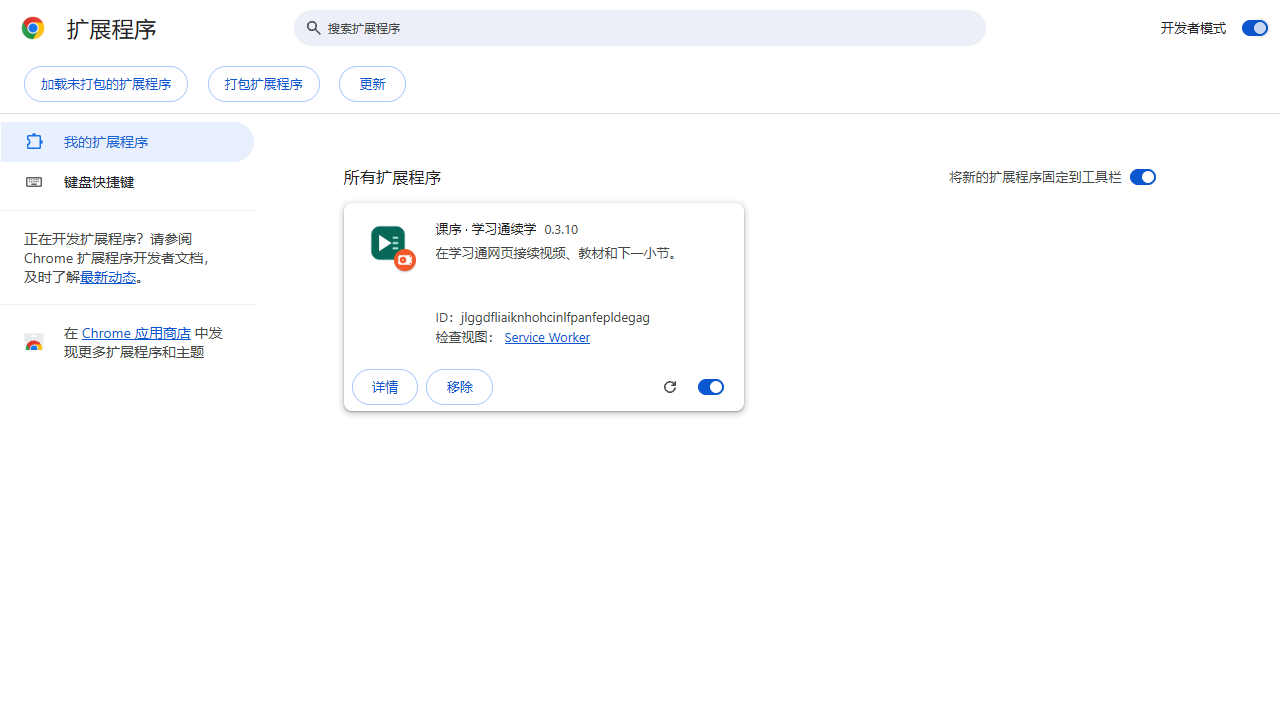 扩展程序
搜索扩展程序
开发者模式
加载未打包的扩展程序
打包扩展程序
更新
我的扩展程序
键盘快捷键
正在开发扩展程序？请参阅
Chrome 扩展程序开发者文档，
及时了解最新动态。
在 Chrome 应用商店 中发
现更多扩展程序和主题
所有扩展程序
将新的扩展程序固定到工具栏
课序 · 学习通续学 0.3.10
在学习通网页接续视频、教材和下一小节。
ID：jlggdfliaiknhohcinlfpanfepldegag
检查视图： Service Worker
详情
移除